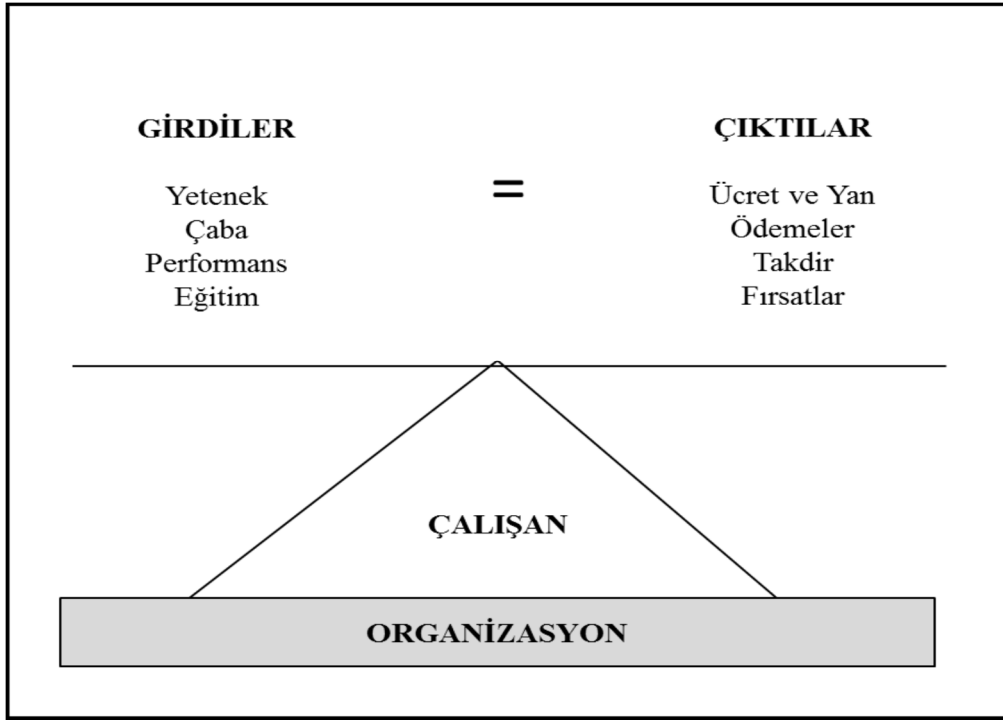 GİRDİLER
Yetenek
Çaba
Performans
Eğitim
=
ÇIKTILAR
Ücret ve Yan
Ödemeler
Takdir
Fırsatlar
ÇALIŞAN
ORGANİZASYON